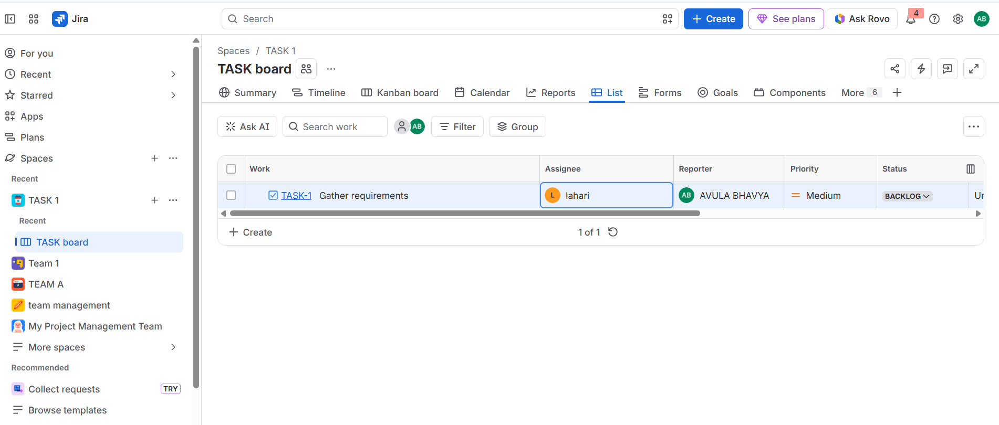 Jira
Search
Create
See plans
Ask Rovo
4
AB
For you
Recent
Starred
Apps
Plans
Spaces
Recent
TASK 1
Recent
TASK board
Team 1
TEAM A
team management
My Project Management Team
More spaces
Recommended
Collect requests TRY
Browse templates
Spaces / TASK 1
TASK board
Summary Timeline Kanban board Calendar Reports List Forms Goals Components More 6
Ask AI Search work AB Filter Group
Work Assignee Reporter Priority Status
TASK-1 Gather requirements L lahari AB AVULA BHAVYA Medium BACKLOG Ur
Create 1 of 1